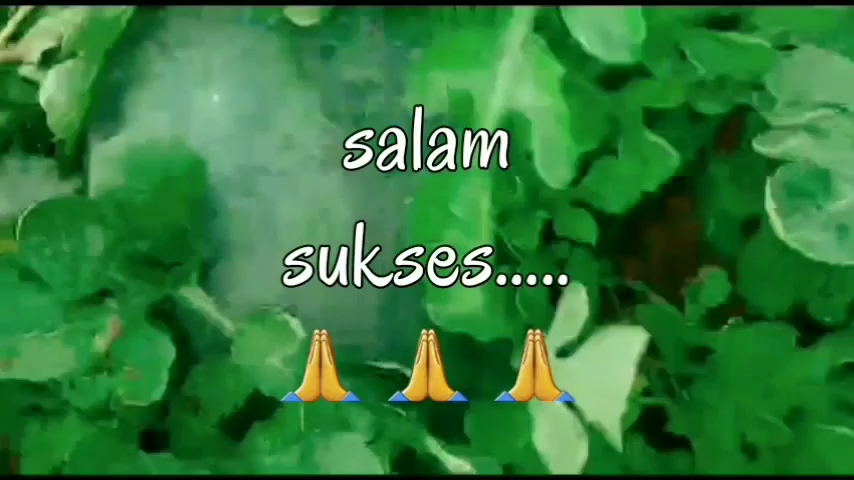 salam
sukses.....
🙏 🙏 🙏